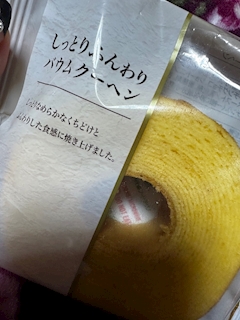 しっとりふんわり
バウムクーヘン
なめらかなくちどけと
ふんわりした食感に焼き上げました。